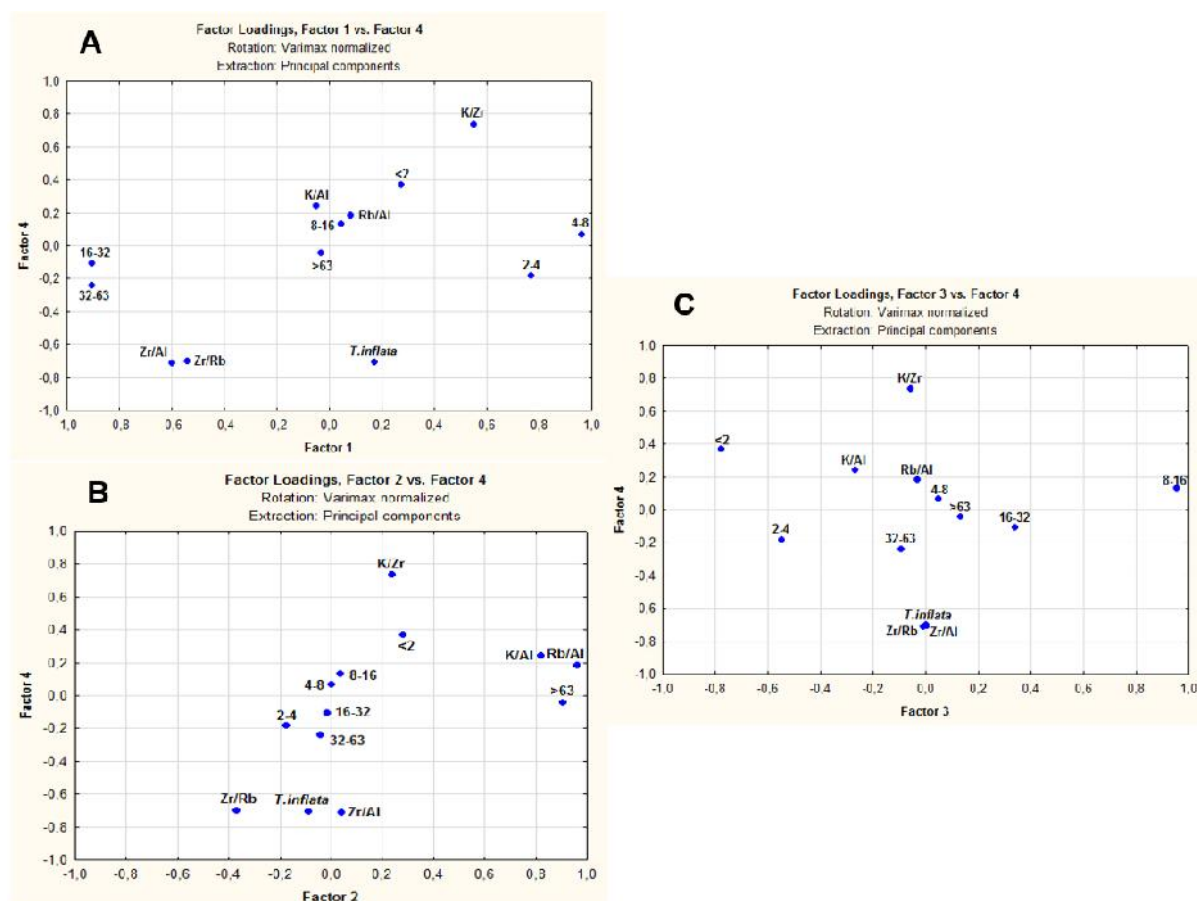 A
Factor Loadings, Factor 1 vs. Factor 4
Rotation: Varimax normalized
Extraction: Principal components
1,0
0,8
K/Zr
0,6
0,4
<2
K/Al
0,2
Rb/Al
8-16
4-8
0,0
16-32
>63
2-4
-0,2
32-63
-0,4
-0,6
Zr/Al
Zr/Rb
T.inflata
-0,8
-1,0
1,0 0,8 0,6 0,4 0,2 0,0 0,2 0,4 0,6 0,8 1,0
Factor 4
Factor 1
B
Factor Loadings, Factor 2 vs. Factor 4
Rotation: Varimax normalized
Extraction: Principal components
1,0
0,8
K/Zr
0,6
0,4
<2
K/Al
Rb/Al
0,2
8-16
4-8
>63
0,0
2-4
16-32
-0,2
32-63
-0,4
-0,6
Zr/Rb
T.inflata
Zr/Al
-0,8
-1,0
-1,0 -0,8 -0,6 -0,4 -0,2 0,0 0,2 0,4 0,6 0,8 1,0
Factor 4
Factor 2
C
Factor Loadings, Factor 3 vs. Factor 4
Rotation: Varimax normalized
Extraction: Principal components
1,0
0,8
K/Zr
0,6
0,4
<2
K/Al
Rb/Al
0,2
4-8
8-16
>63
0,0
16-32
2-4
-0,2
32-63
-0,4
-0,6
T.inflata
Zr/Rb
Zr/Al
-0,8
-1,0
-1,0 -0,8 -0,6 -0,4 -0,2 0,0 0,2 0,4 0,6 0,8 1,0
Factor 4
Factor 3